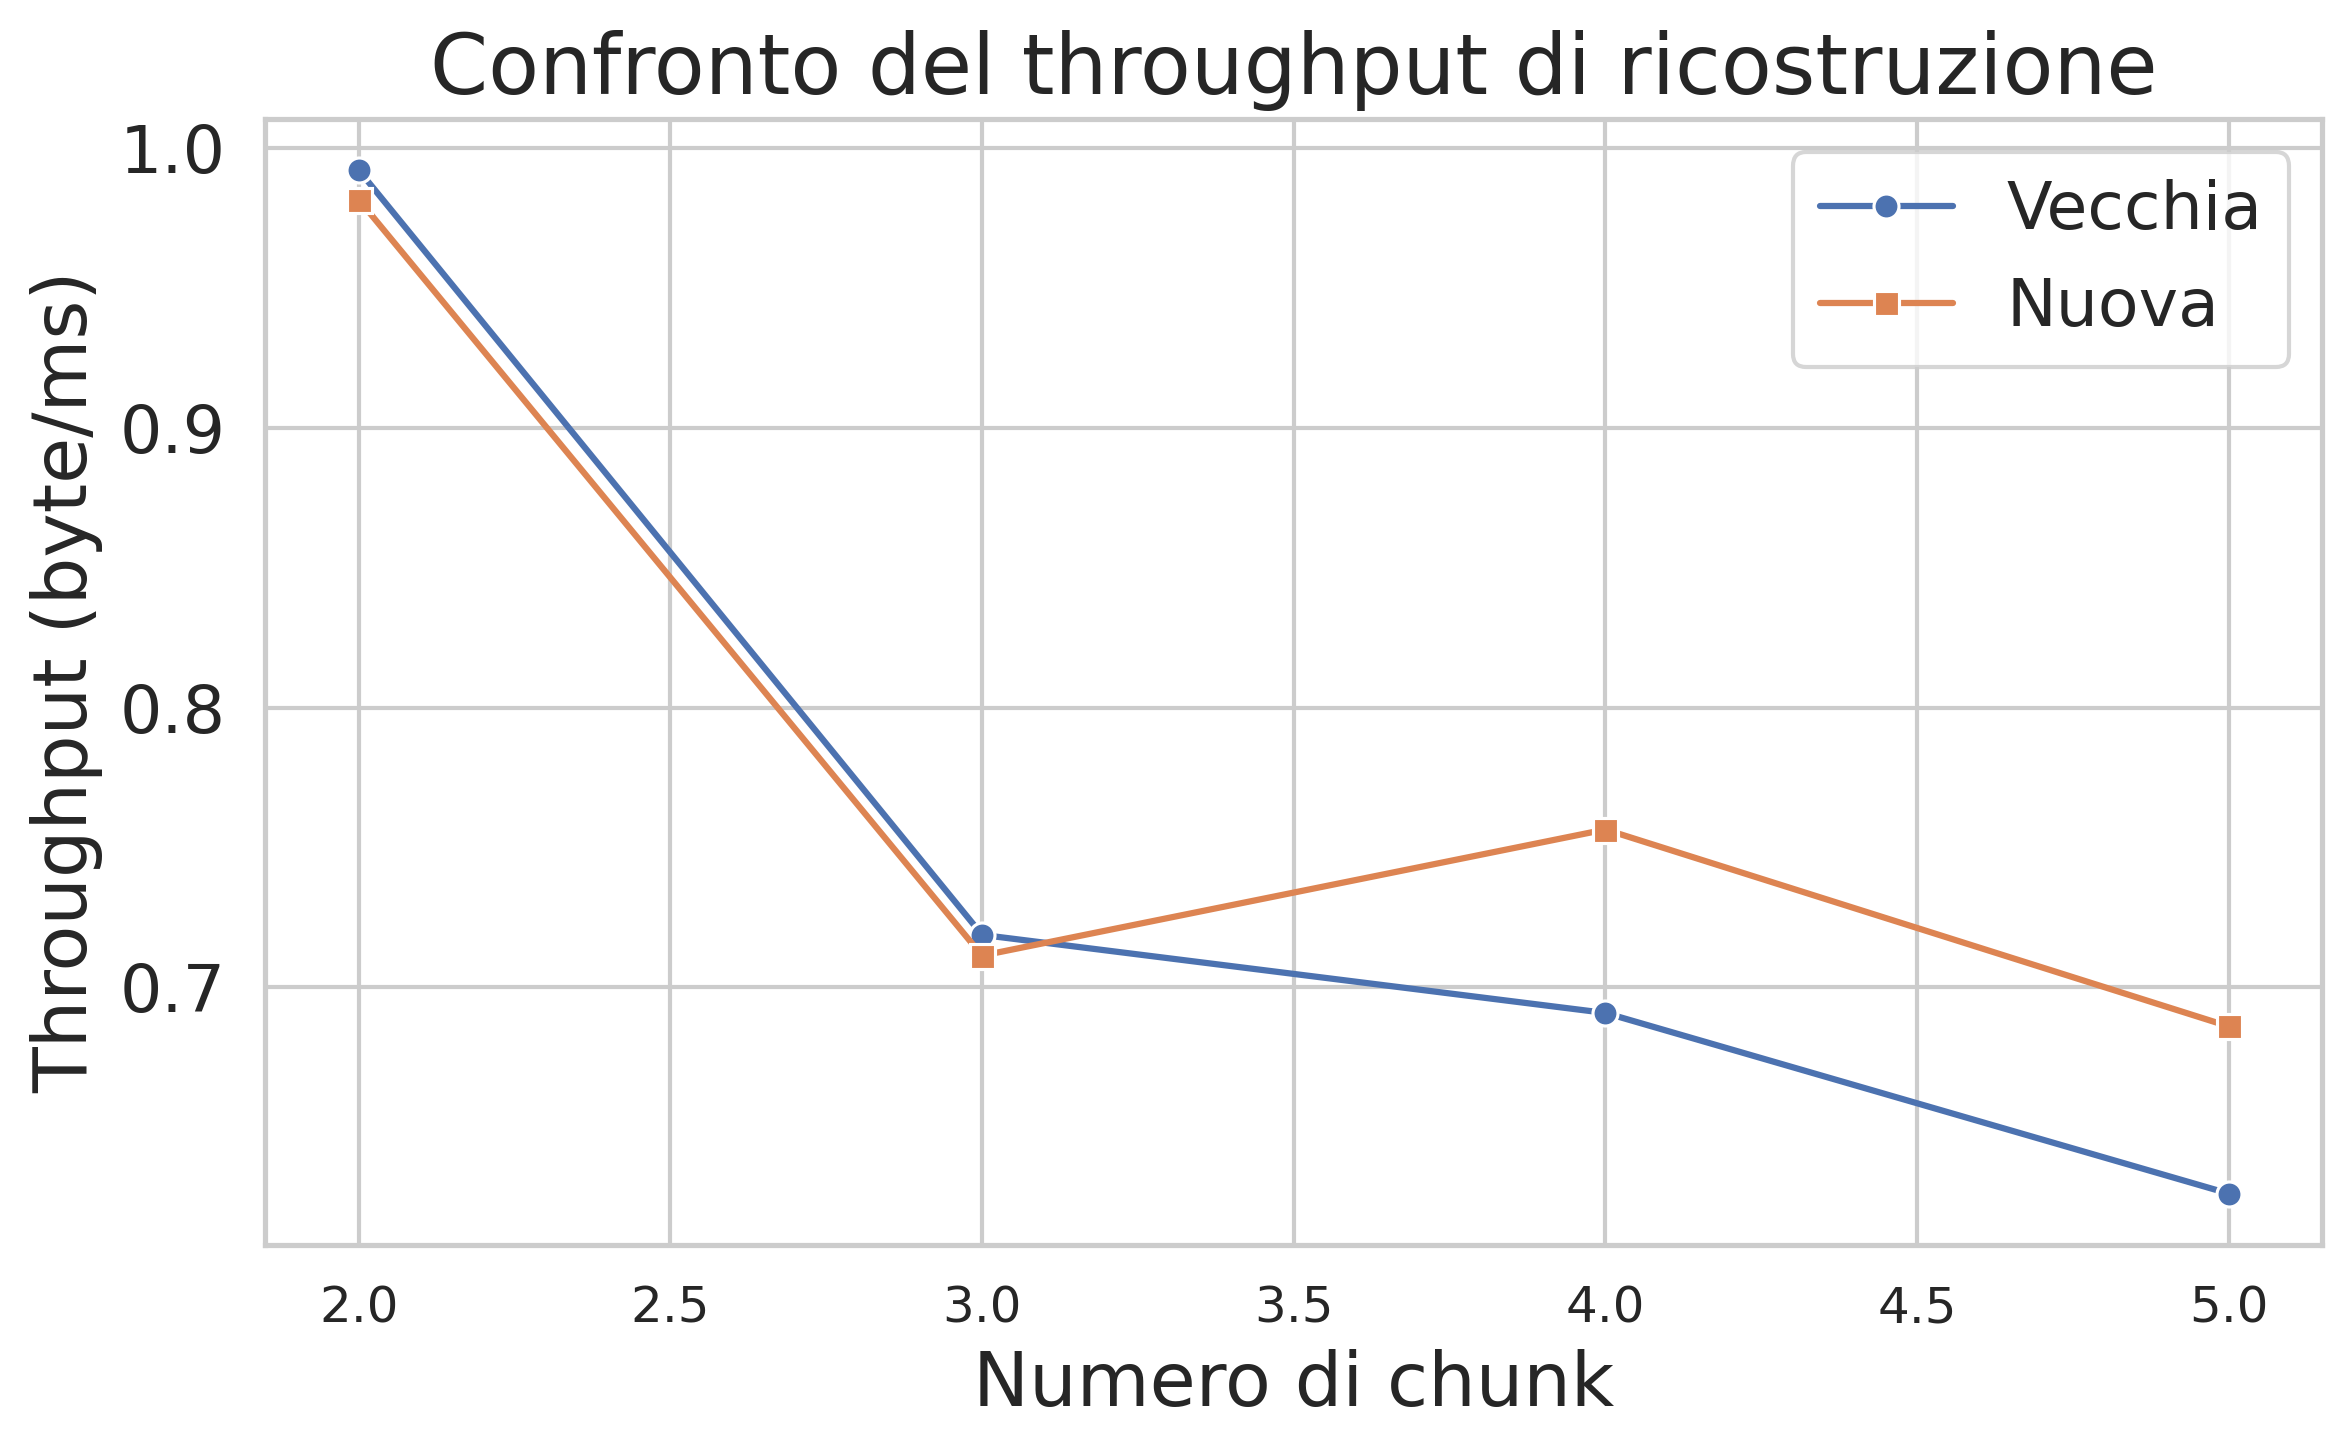 Confronto del throughput di ricostruzione
Throughput (byte/ms)
1.0
0.9
0.8
0.7
Vecchia
Nuova
2.0 2.5 3.0 3.5 4.0 4.5 5.0
Numero di chunk